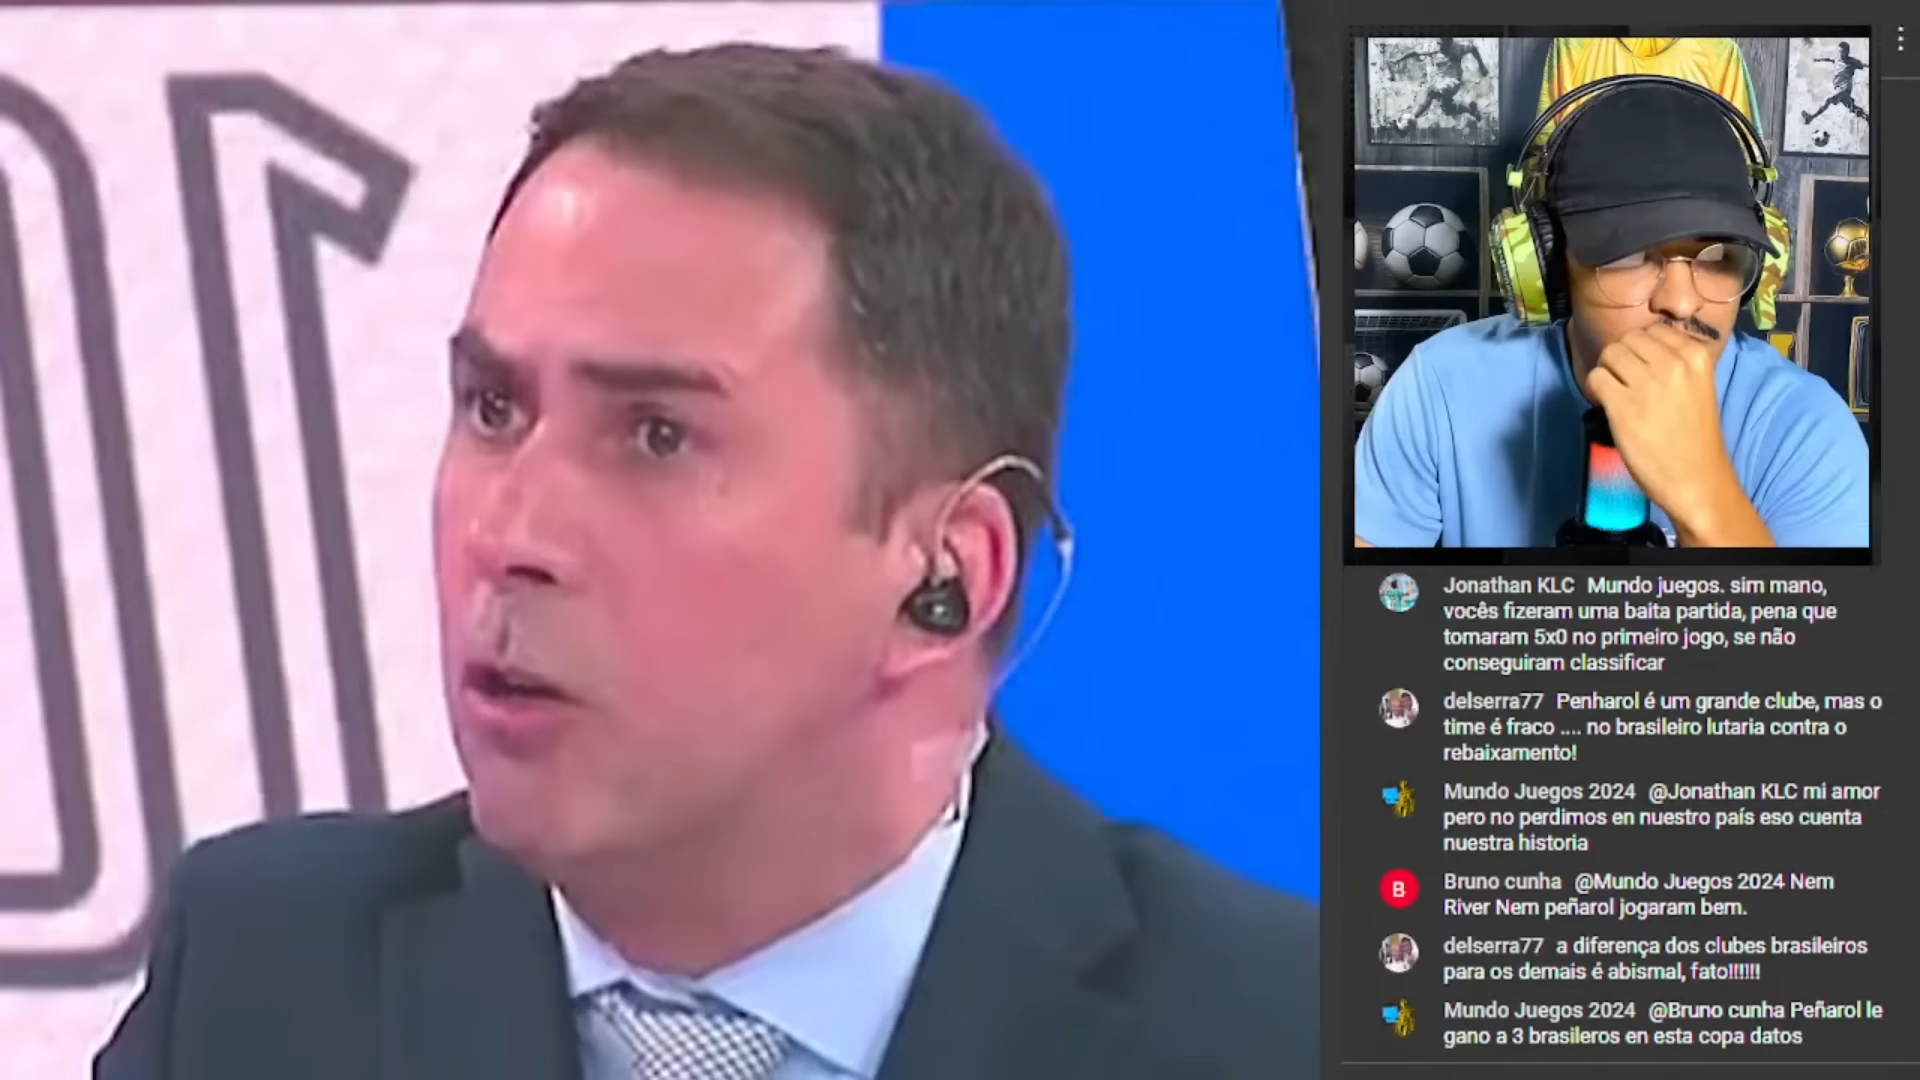 Jonathan KLC Mundo juegos. sim mano,
vocês fizeram uma baita partida, pena que
tomaram 5x0 no primeiro jogo, se não
conseguiram classificar
delserra77 Penharol é um grande clube, mas o
time é fraco .... no brasileiro lutaria contra o
rebaixamento!
Mundo Juegos 2024 @Jonathan KLC mi amor
pero no perdimos en nuestro país eso cuenta
nuestra historia
B
Bruno cunha @Mundo Juegos 2024 Nem
River Nem peñarol jogaram bem.
delserra77 a diferença dos clubes brasileiros
para os demais é abismal, fato!!!!!!
Mundo Juegos 2024 @Bruno cunha Peñarol le
gano a 3 brasileros en esta copa datos